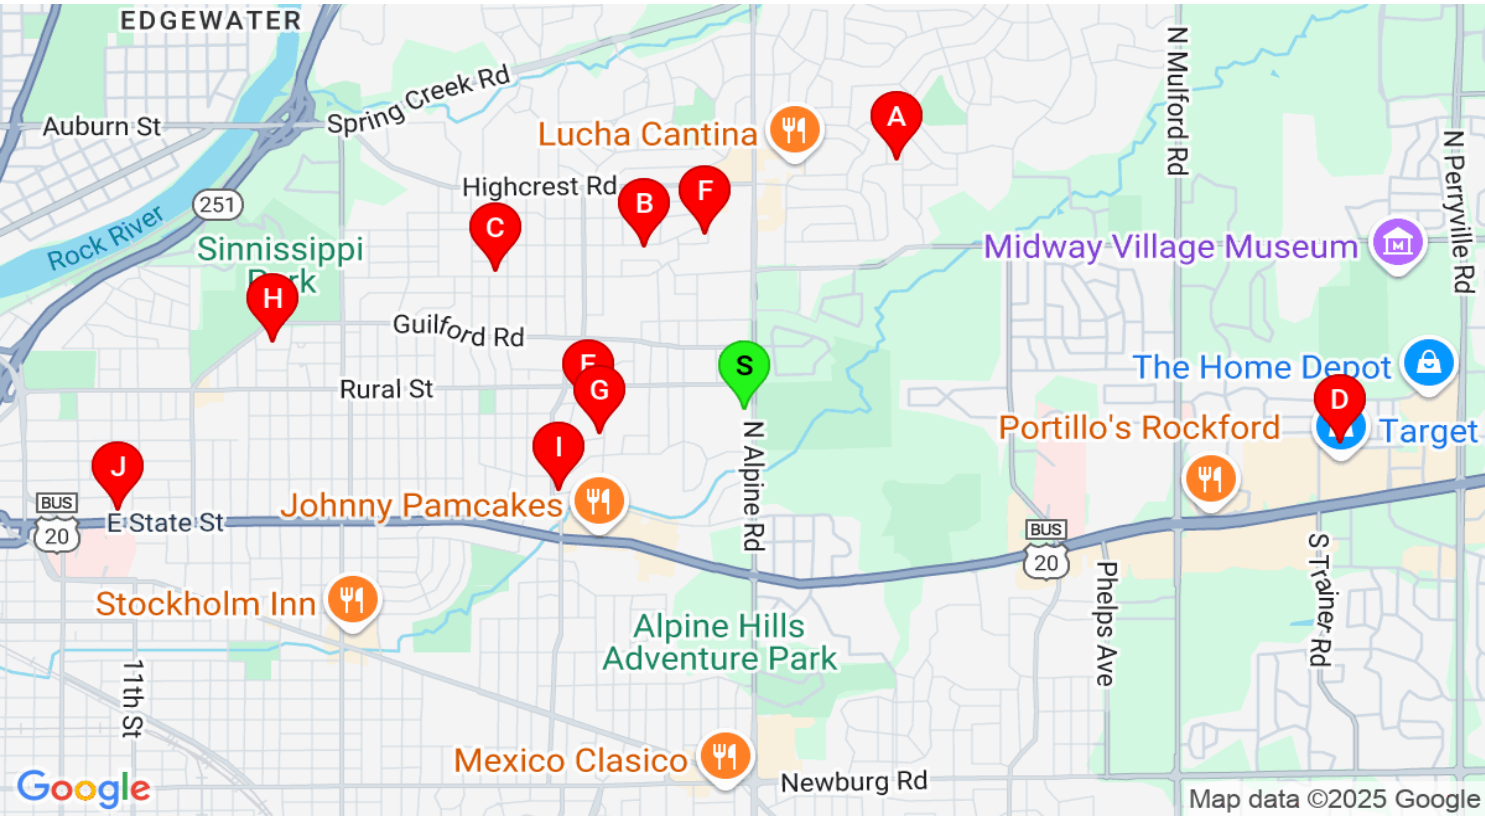 EDGEWATER
Spring Creek Rd
Auburn St
Lucha Cantina
A
N Mulford Rd
N Perryville Rd
Highcrest Rd
B
F
C
251
Rock River
Sinnissippi
Park
H
Midway Village Museum
Guilford Rd
E
S
The Home Depot
Rural St
G
D
Portillo's Rockford
Target
N Alpine Rd
I
J
Johnny Pamcakes
BUS
20
E State St
BUS
20
S Trainer Rd
Phelps Ave
Stockholm Inn
Alpine Hills
Adventure Park
11th St
Mexico Clasico
Newburg Rd
Google
Map data ©2025 Google